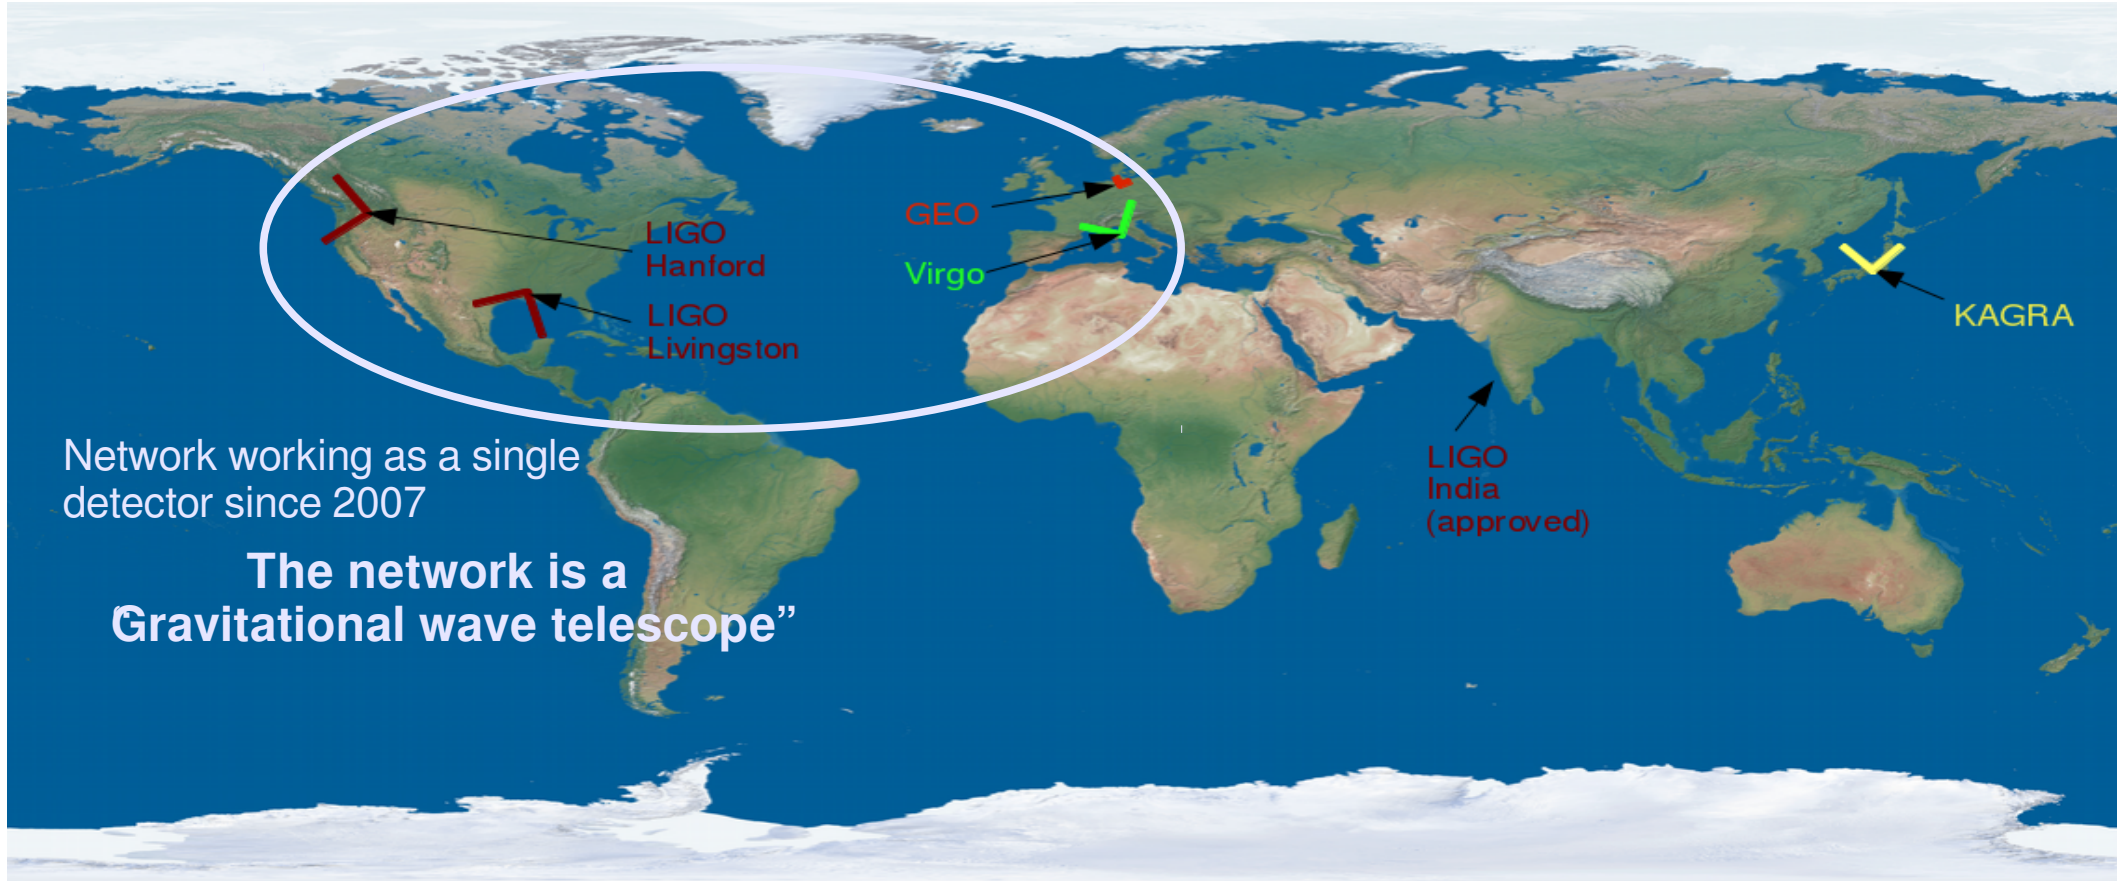 LIGO
Hanford
LIGO
Livingston
GEO
Virgo
KAGRA
LIGO
India
(approved)
Network working as a single
detector since 2007
The network is a
“Gravitational wave telescope”